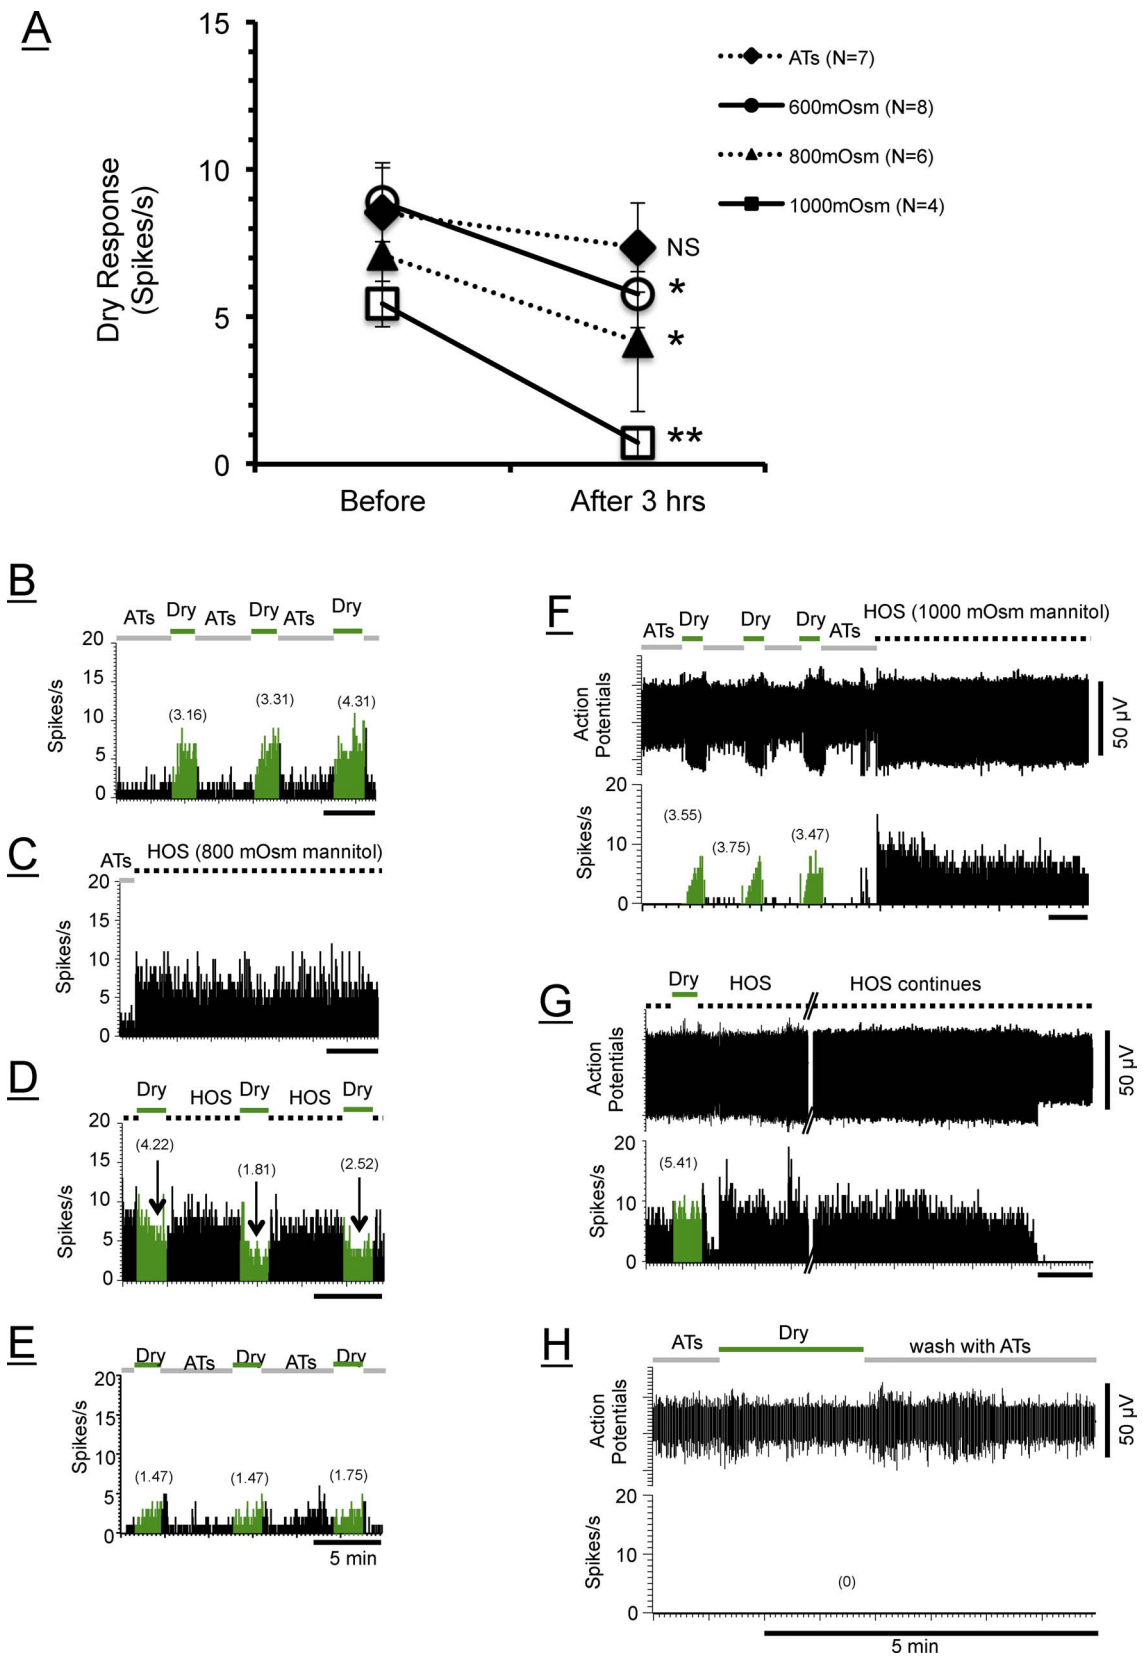 A
15
10
5
0
Dry Response
(Spikes/s)
Before
After 3 hrs
ATs (N=7)
600mOsm (N=8)
800mOsm (N=6)
1000mOsm (N=4)
NS
*
*
**
B
ATs Dry ATs Dry ATs Dry
20
15
10
5
0
Spikes/s
(3.16)
(3.31)
(4.31)
C
ATs HOS (800 mOsm mannitol)
20
15
10
5
0
Spikes/s
D
Dry HOS Dry HOS Dry
20
15
10
5
0
Spikes/s
(4.22)
(1.81)
(2.52)
E
Dry ATs Dry ATs Dry
20
15
10
5
0
Spikes/s
(1.47)
(1.47)
(1.75)
5 min
F
ATs Dry Dry Dry ATs HOS (1000 mOsm mannitol)
Action
Potentials
50 µV
20
10
0
Spikes/s
(3.55)
(3.75)
(3.47)
G
Dry HOS HOS continues
Action
Potentials
50 µV
20
10
0
Spikes/s
(5.41)
H
ATs Dry wash with ATs
Action
Potentials
50 µV
20
10
0
Spikes/s
(0)
5 min